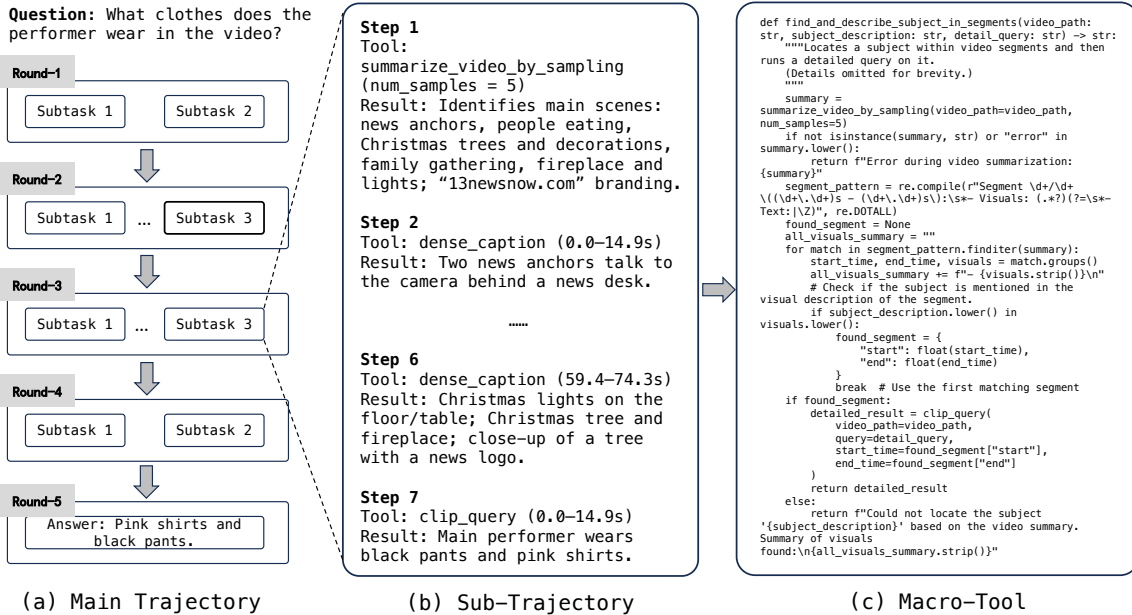 Question: What clothes does the
performer wear in the video?
Round-1
Subtask 1
Subtask 2
Round-2
Subtask 1
...
Subtask 3
Round-3
Subtask 1
...
Subtask 3
Round-4
Subtask 1
Subtask 2
Round-5
Answer: Pink shirts and
black pants.
(a) Main Trajectory
Step 1
Tool:
summarize_video_by_sampling
(num_samples = 5)
Result: Identifies main scenes:
news anchors, people eating,
Christmas trees and decorations,
family gathering, fireplace and
lights; “13newsnow.com” branding.
Step 2
Tool: dense_caption (0.0–14.9s)
Result: Two news anchors talk to
the camera behind a news desk.
……
Step 6
Tool: dense_caption (59.4–74.3s)
Result: Christmas lights on the
floor/table; Christmas tree and
fireplace; close-up of a tree
with a news logo.
Step 7
Tool: clip_query (0.0–14.9s)
Result: Main performer wears
black pants and pink shirts.
(b) Sub-Trajectory
def find_and_describe_subject_in_segments(video_path:
str, subject_description: str, detail_query: str) -> str:
    """Locates a subject within video segments and then
runs a detailed query on it.
    (Details omitted for brevity.)
    """
    summary =
summarize_video_by_sampling(video_path=video_path,
num_samples=5)
    if not isinstance(summary, str) or "error" in
summary.lower():
        return f"Error during video summarization:
{summary}"
    segment_pattern = re.compile(r"Segment \d+/\d+
\((\d+\.\d+)s - (\d+\.\d+)s\):\s*- Visuals: (.*?)(?=\s*-
Text:|\Z)", re.DOTALL)
    found_segment = None
    all_visuals_summary = ""
    for match in segment_pattern.finditer(summary):
        start_time, end_time, visuals = match.groups()
        all_visuals_summary += f"- {visuals.strip()}\n"
        # Check if the subject is mentioned in the
visual description of the segment.
        if subject_description.lower() in
visuals.lower():
            found_segment = {
                "start": float(start_time),
                "end": float(end_time)
            }
            break  # Use the first matching segment
    if found_segment:
        detailed_result = clip_query(
            video_path=video_path,
            query=detail_query,
            start_time=found_segment["start"],
            end_time=found_segment["end"]
        )
        return detailed_result
    else:
        return f"Could not locate the subject
'{subject_description}' based on the video summary.
Summary of visuals
found:\n{all_visuals_summary.strip()}"
(c) Macro-Tool